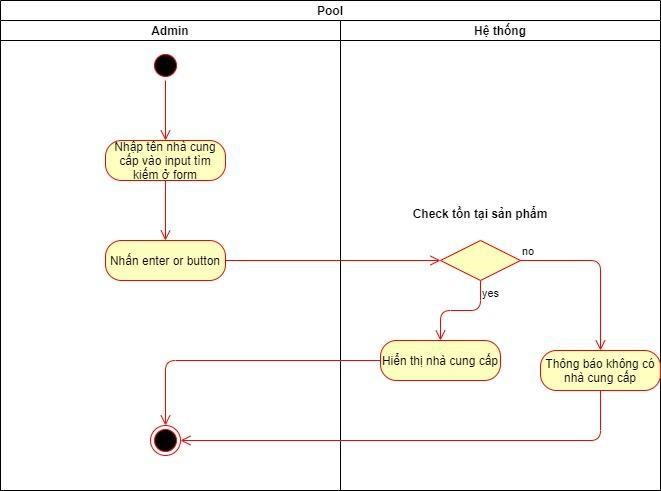 Pool
Admin
Hệ thống
Nhập tên nhà cung
cấp vào input tìm
kiếm ở form
Check tồn tại sản phẩm
Nhấn enter or button
no
yes
Hiển thị nhà cung cấp
Thông báo không có
nhà cung cấp